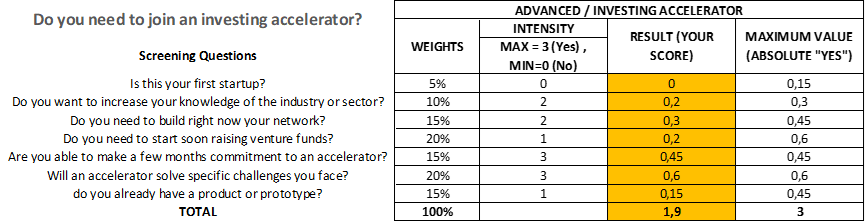 Do you need to join an investing accelerator?
ADVANCED / INVESTING ACCELERATOR
Screening Questions
WEIGHTS
INTENSITY
MAX = 3 (Yes) ,
MIN=0 (No)
RESULT (YOUR
SCORE)
MAXIMUM VALUE
(ABSOLUTE "YES")
Is this your first startup? 5% 0 0 0,15
Do you want to increase your knowledge of the industry or sector? 10% 2 0,2 0,3
Do you need to build right now your network? 15% 2 0,3 0,45
Do you need to start soon raising venture funds? 20% 1 0,2 0,6
Are you able to make a few months commitment to an accelerator? 15% 3 0,45 0,45
Will an accelerator solve specific challenges you face? 20% 3 0,6 0,6
do you already have a product or prototype? 15% 1 0,15 0,45
TOTAL 100% 1,9 3